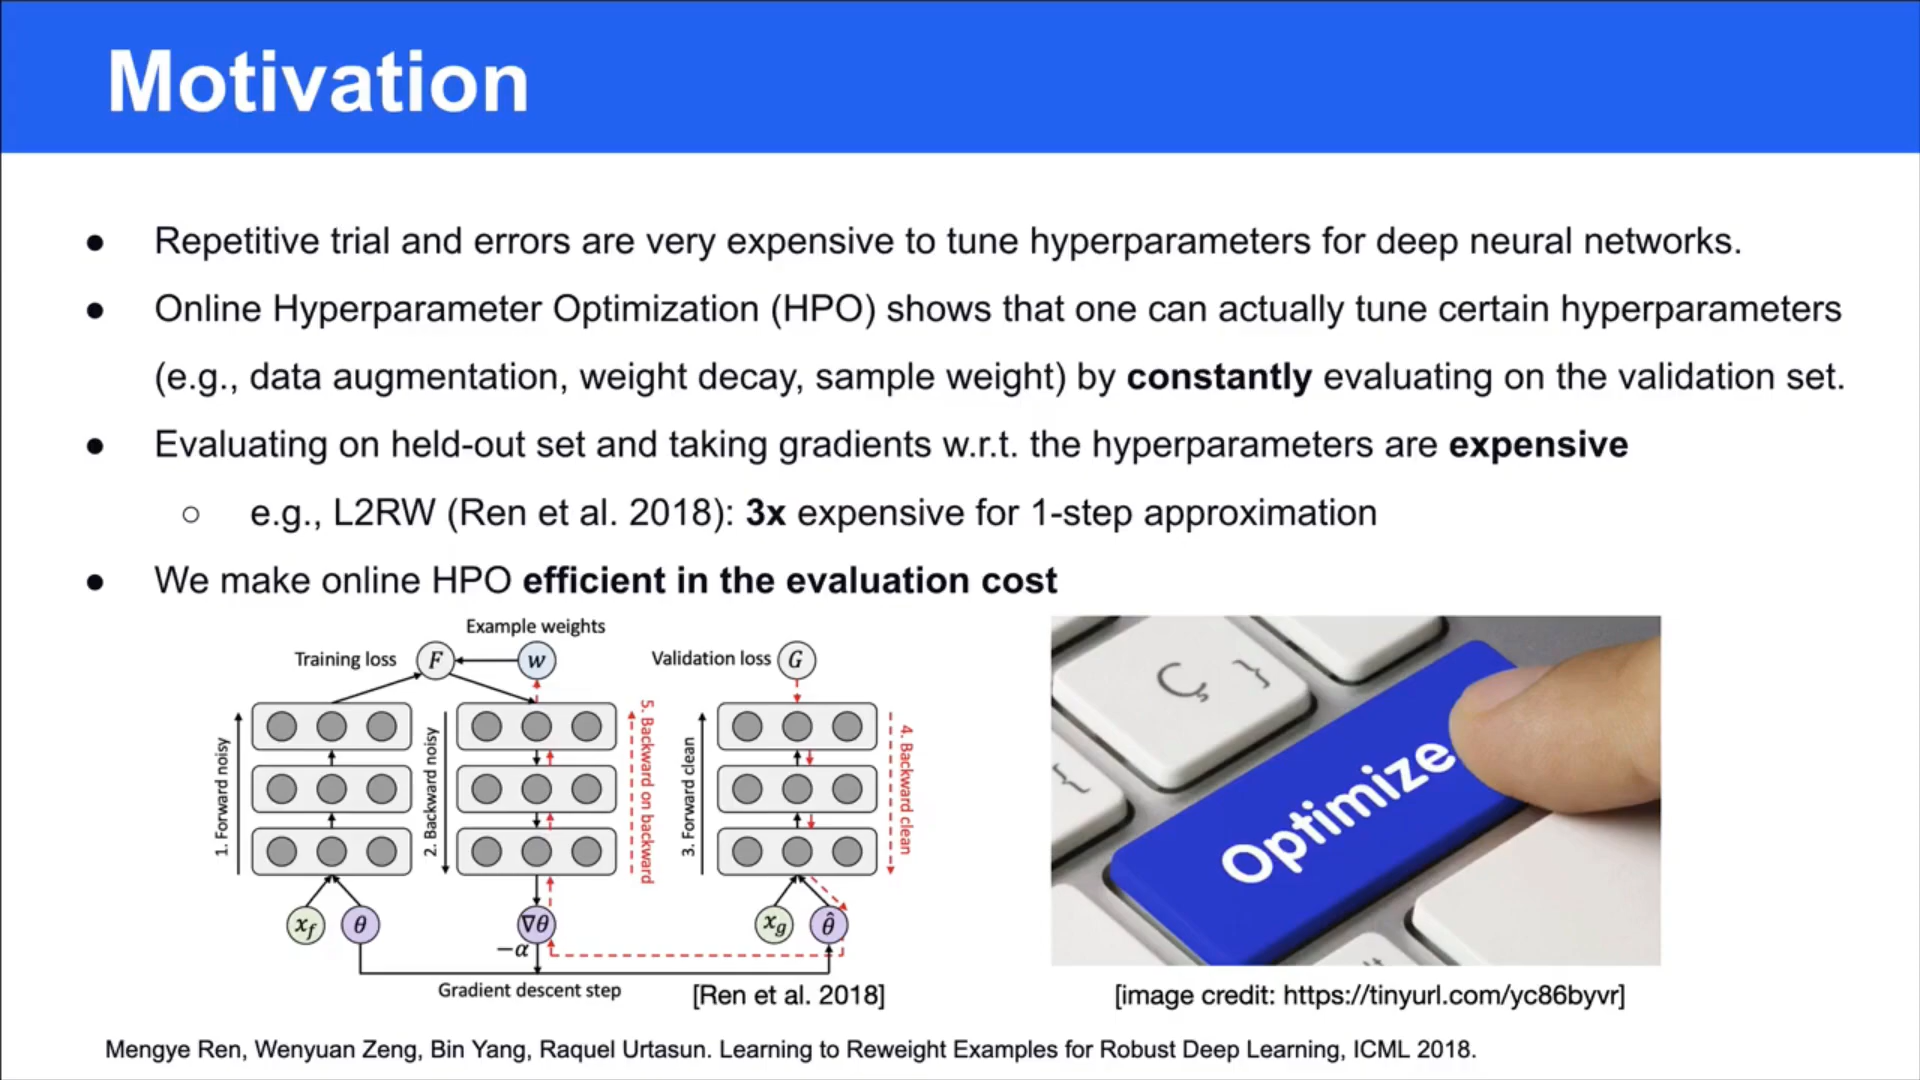 Motivation
● Repetitive trial and errors are very expensive to tune hyperparameters for deep neural networks.
● Online Hyperparameter Optimization (HPO) shows that one can actually tune certain hyperparameters
(e.g., data augmentation, weight decay, sample weight) by constantly evaluating on the validation set.
● Evaluating on held-out set and taking gradients w.r.t. the hyperparameters are expensive
○ e.g., L2RW (Ren et al. 2018): 3x expensive for 1-step approximation
● We make online HPO efficient in the evaluation cost
Example weights
Training loss F w
Validation loss G
1. Forward noisy
2. Backward noisy
5. Backward on backward
3. Forward clean
4. Backward clean
x_f θ ∇θ x_g θ̂
−α
Gradient descent step
[Ren et al. 2018]
Ç }
Optimize
[image credit: https://tinyurl.com/yc86byvr]
Mengye Ren, Wenyuan Zeng, Bin Yang, Raquel Urtasun. Learning to Reweight Examples for Robust Deep Learning, ICML 2018.